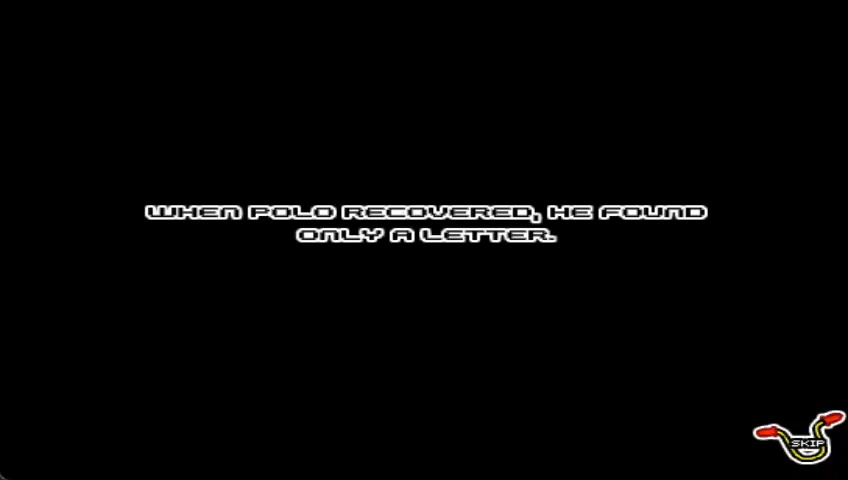 WHEN POLO RECOVERED, HE FOUND
ONLY A LETTER.
SKIP